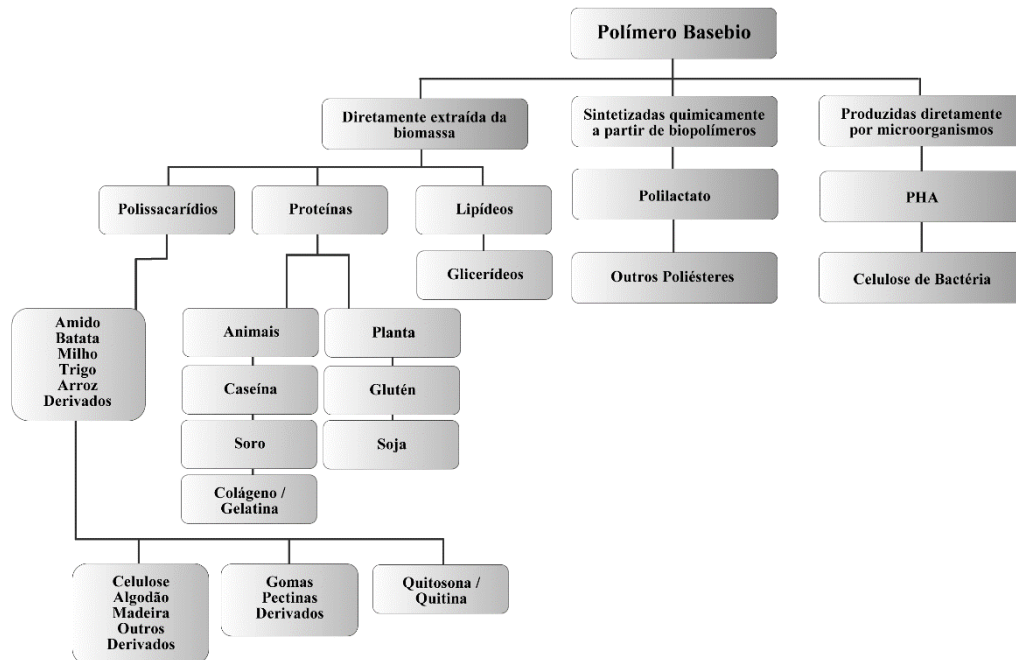 Polímero Basebio
Diretamente extraída da
biomassa
Sintetizadas quimicamente
a partir de biopolímeros
Produzidas diretamente
por microorganismos
Polissacarídios
Proteínas
Lipídeos
Polilactato
PHA
Glicerídeos
Outros Poliésteres
Celulose de Bactéria
Amido
Batata
Milho
Trigo
Arroz
Derivados
Animais
Planta
Caseína
Glutén
Soro
Soja
Colágeno /
Gelatina
Celulose
Algodão
Madeira
Outros
Derivados
Gomas
Pectinas
Derivados
Quitosona /
Quitina